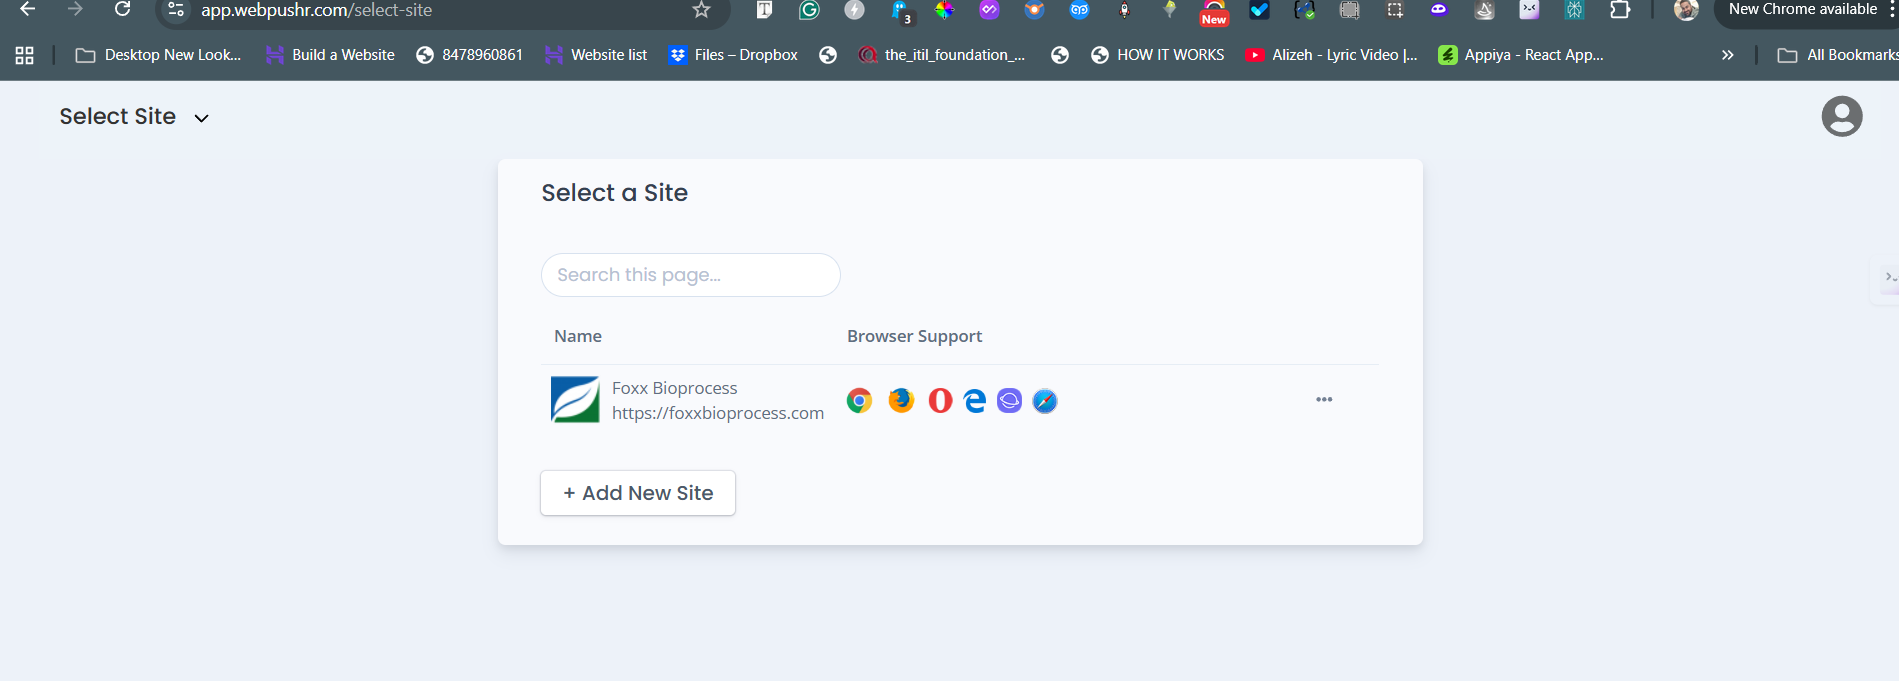 app.webpushr.com/select-site
3
New
New Chrome available
Desktop New Look...
Build a Website
8478960861
Website list
Files – Dropbox
the_itil_foundation_...
HOW IT WORKS
Alizeh - Lyric Video |...
Appiya - React App...
»
All Bookmarks
Select Site
Select a Site
Search this page...
Name
Browser Support
Foxx Bioprocess
https://foxxbioprocess.com
+ Add New Site